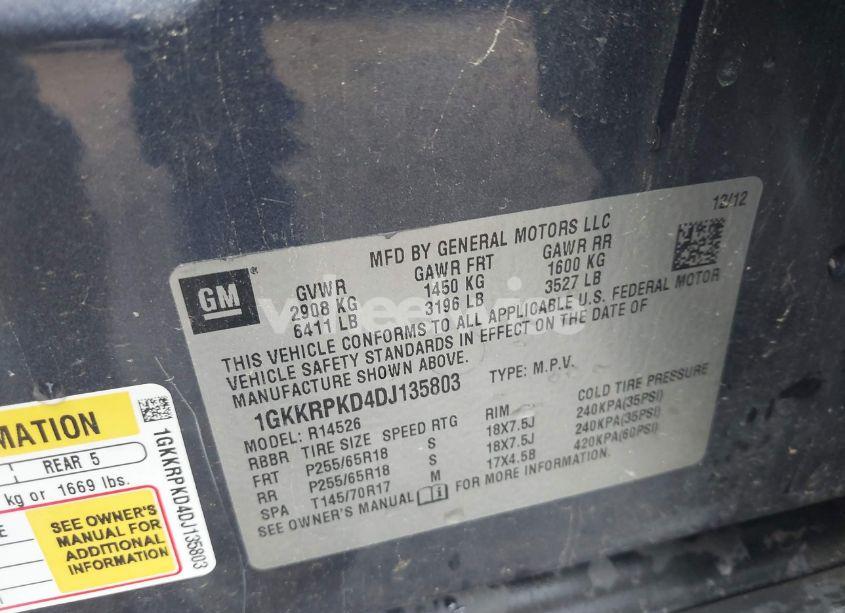 12/12
MFD BY GENERAL MOTORS LLC
GM
GVWR GAWR FRT GAWR RR
2908 KG 1450 KG 1600 KG
6411 LB 3196 LB 3527 LB
THIS VEHICLE CONFORMS TO ALL APPLICABLE U.S. FEDERAL MOTOR
VEHICLE SAFETY STANDARDS IN EFFECT ON THE DATE OF
MANUFACTURE SHOWN ABOVE.
1GKKRPKD4DJ135803 TYPE: M.P.V.
MODEL: R14526
RBBR TIRE SIZE SPEED RTG RIM COLD TIRE PRESSURE
FRT P255/65R18 S 18X7.5J 240KPA(35PSI)
RR P255/65R18 S 18X7.5J 240KPA(35PSI)
SPA T145/70R17 M 17X4.5B 420KPA(60PSI)
SEE OWNER'S MANUAL FOR MORE INFORMATION.
MATION
REAR 5
kg or 1669 lbs.
SEE OWNER'S
MANUAL FOR
ADDITIONAL
INFORMATION
1GKKRPKD4DJ135803